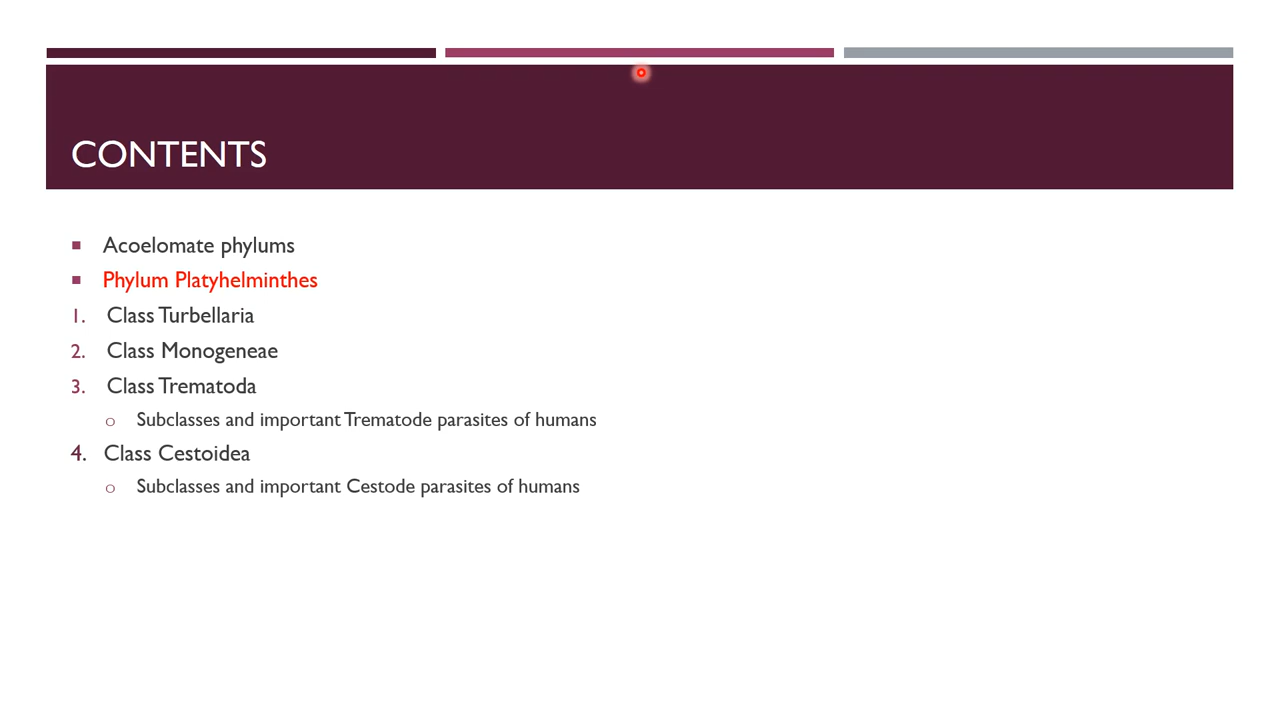 CONTENTS
Acoelomate phylums
Phylum Platyhelminthes
1. Class Turbellaria
2. Class Monogeneae
3. Class Trematoda
o Subclasses and important Trematode parasites of humans
4. Class Cestoidea
o Subclasses and important Cestode parasites of humans